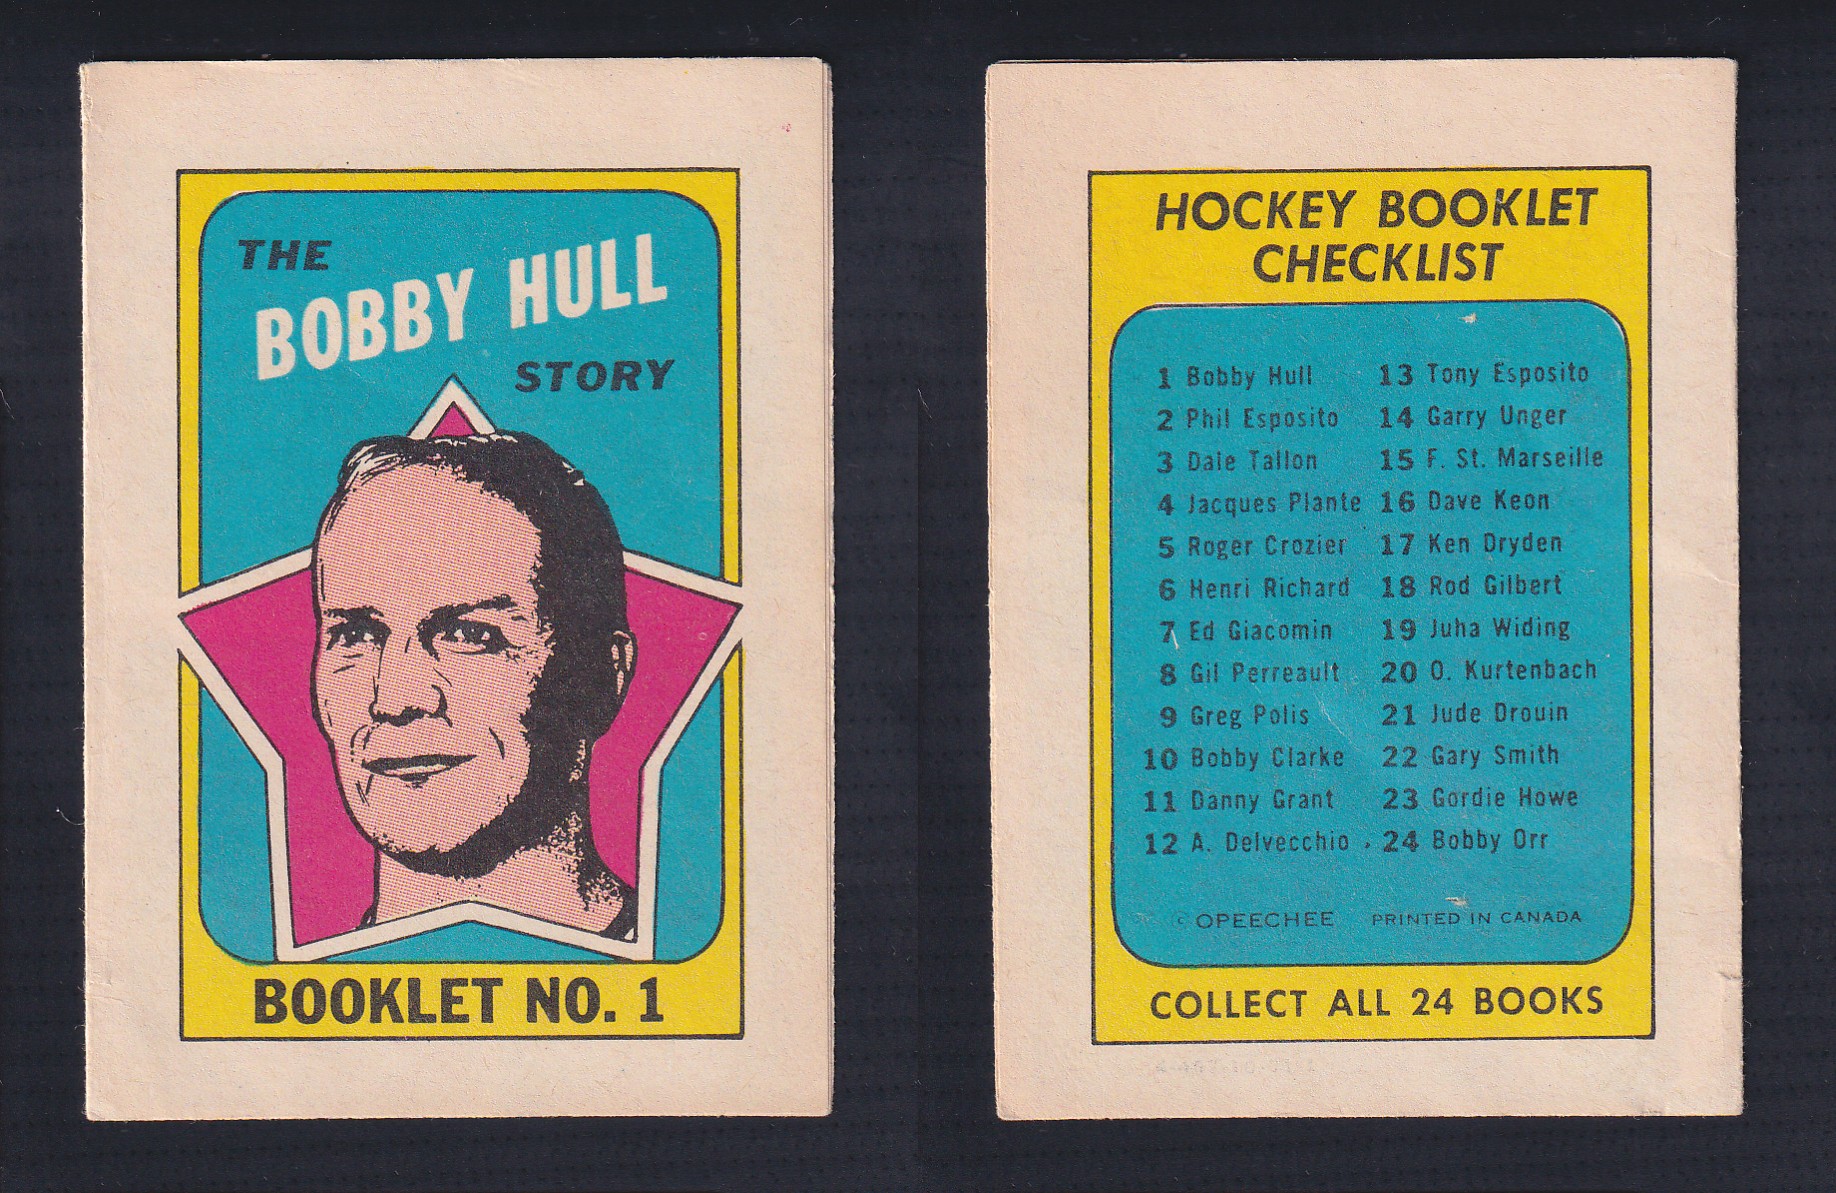 THE
BOBBY HULL
STORY
BOOKLET NO. 1
HOCKEY BOOKLET
CHECKLIST
1 Bobby Hull 13 Tony Esposito
2 Phil Esposito 14 Garry Unger
3 Dale Tallon 15 F. St. Marseille
4 Jacques Plante 16 Dave Keon
5 Roger Crozier 17 Ken Dryden
6 Henri Richard 18 Rod Gilbert
7 Ed Giacomin 19 Juha Widing
8 Gil Perreault 20 O. Kurtenbach
9 Greg Polis 21 Jude Drouin
10 Bobby Clarke 22 Gary Smith
11 Danny Grant 23 Gordie Howe
12 A. Delvecchio 24 Bobby Orr
© OPEECHEE PRINTED IN CANADA
COLLECT ALL 24 BOOKS